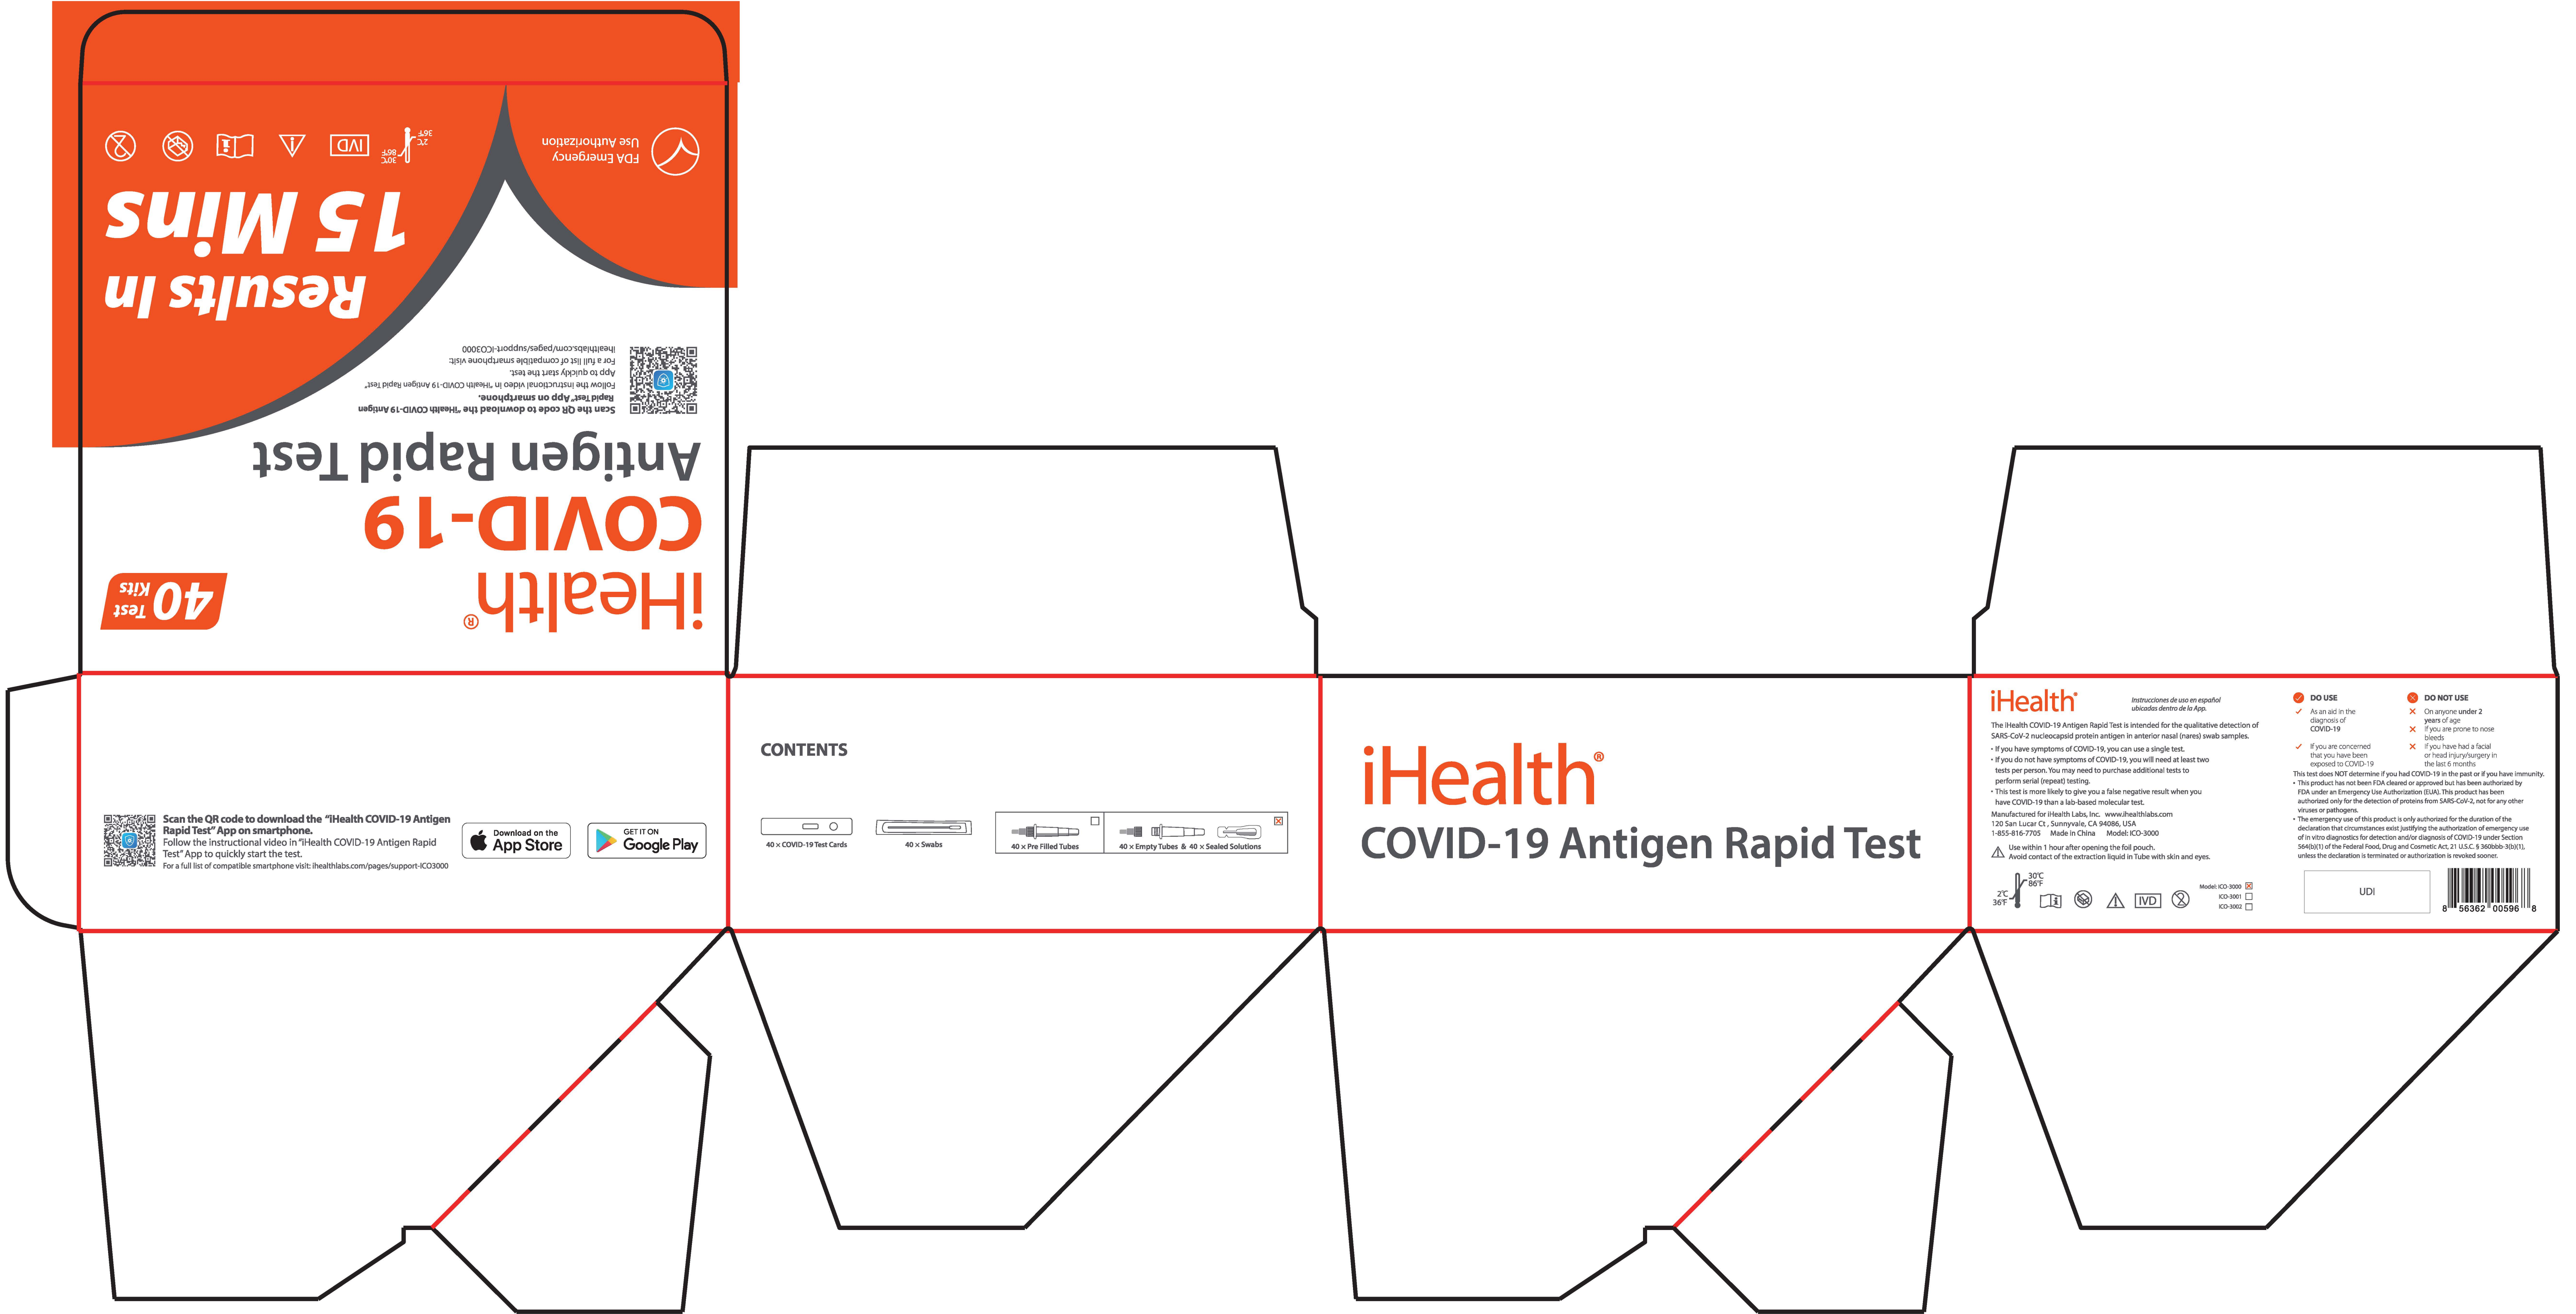 iHealth®
COVID-19
Antigen Rapid Test
40 Test
Kits
Scan the QR code to download the "iHealth COVID-19 Antigen
Rapid Test" App on smartphone.
Follow the instructional video in "iHealth COVID-19 Antigen Rapid Test"
App to quickly start the test.
For a full list of compatible smartphone visit:
ihealthlabs.com/pages/support-ICO3000
Results In
15 Mins
FDA Emergency
Use Authorization
2°C
36°F
30°C
86°F
IVD
Scan the QR code to download the "iHealth COVID-19 Antigen
Rapid Test" App on smartphone.
Follow the instructional video in "iHealth COVID-19 Antigen Rapid
Test" App to quickly start the test.
For a full list of compatible smartphone visit: ihealthlabs.com/pages/support-ICO3000
Download on the
App Store
GET IT ON
Google Play
CONTENTS
40 × COVID-19 Test Cards
40 × Swabs
40 × Pre Filled Tubes
40 × Empty Tubes & 40 × Sealed Solutions
iHealth®
COVID-19 Antigen Rapid Test
iHealth®
Instrucciones de uso en español
ubicadas dentro de la App.
The iHealth COVID-19 Antigen Rapid Test is intended for the qualitative detection of
SARS-CoV-2 nucleocapsid protein antigen in anterior nasal (nares) swab samples.
• If you have symptoms of COVID-19, you can use a single test.
• If you do not have symptoms of COVID-19, you will need at least two
tests per person. You may need to purchase additional tests to
perform serial (repeat) testing.
• This test is more likely to give you a false negative result when you
have COVID-19 than a lab-based molecular test.
Manufactured for iHealth Labs, Inc. www.ihealthlabs.com
120 San Lucar Ct , Sunnyvale, CA 94086, USA
1-855-816-7705 Made in China Model: ICO-3000
Use within 1 hour after opening the foil pouch.
Avoid contact of the extraction liquid in Tube with skin and eyes.
2°C
36°F
30°C
86°F
IVD
Model: ICO-3000
ICO-3001
ICO-3002
DO USE
As an aid in the
diagnosis of
COVID-19
If you are concerned
that you have been
exposed to COVID-19
DO NOT USE
On anyone under 2
years of age
If you are prone to nose
bleeds
If you have had a facial
or head injury/surgery in
the last 6 months
This test does NOT determine if you had COVID-19 in the past or if you have immunity.
• This product has not been FDA cleared or approved but has been authorized by
FDA under an Emergency Use Authorization (EUA). This product has been
authorized only for the detection of proteins from SARS-CoV-2, not for any other
viruses or pathogens.
• The emergency use of this product is only authorized for the duration of the
declaration that circumstances exist justifying the authorization of emergency use
of in vitro diagnostics for detection and/or diagnosis of COVID-19 under Section
564(b)(1) of the Federal Food, Drug and Cosmetic Act, 21 U.S.C. § 360bbb-3(b)(1),
unless the declaration is terminated or authorization is revoked sooner.
UDI
8 56362 00596 8